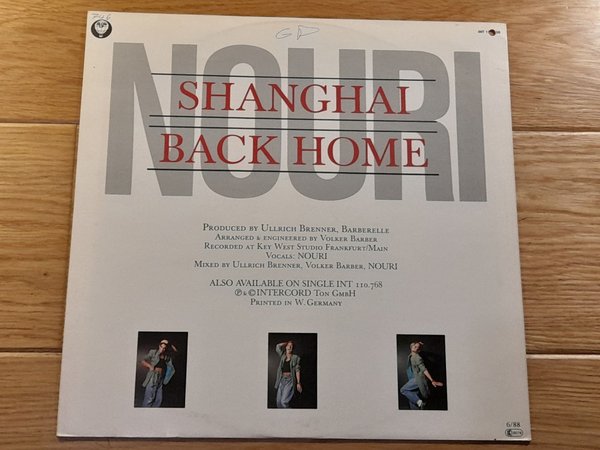 746
GD
NOURI
SHANGHAI
BACK HOME
PRODUCED BY ULLRICH BRENNER, BARBERELLE
ARRANGED & ENGINEERED BY VOLKER BARBER
RECORDED AT KEY WEST STUDIO FRANKFURT/MAIN
VOCALS: NOURI
MIXED BY ULLRICH BRENNER, VOLKER BARBER, NOURI
ALSO AVAILABLE ON SINGLE INT 110.768
℗ & © INTERCORD TON GMBH
PRINTED IN W. GERMANY
6/88